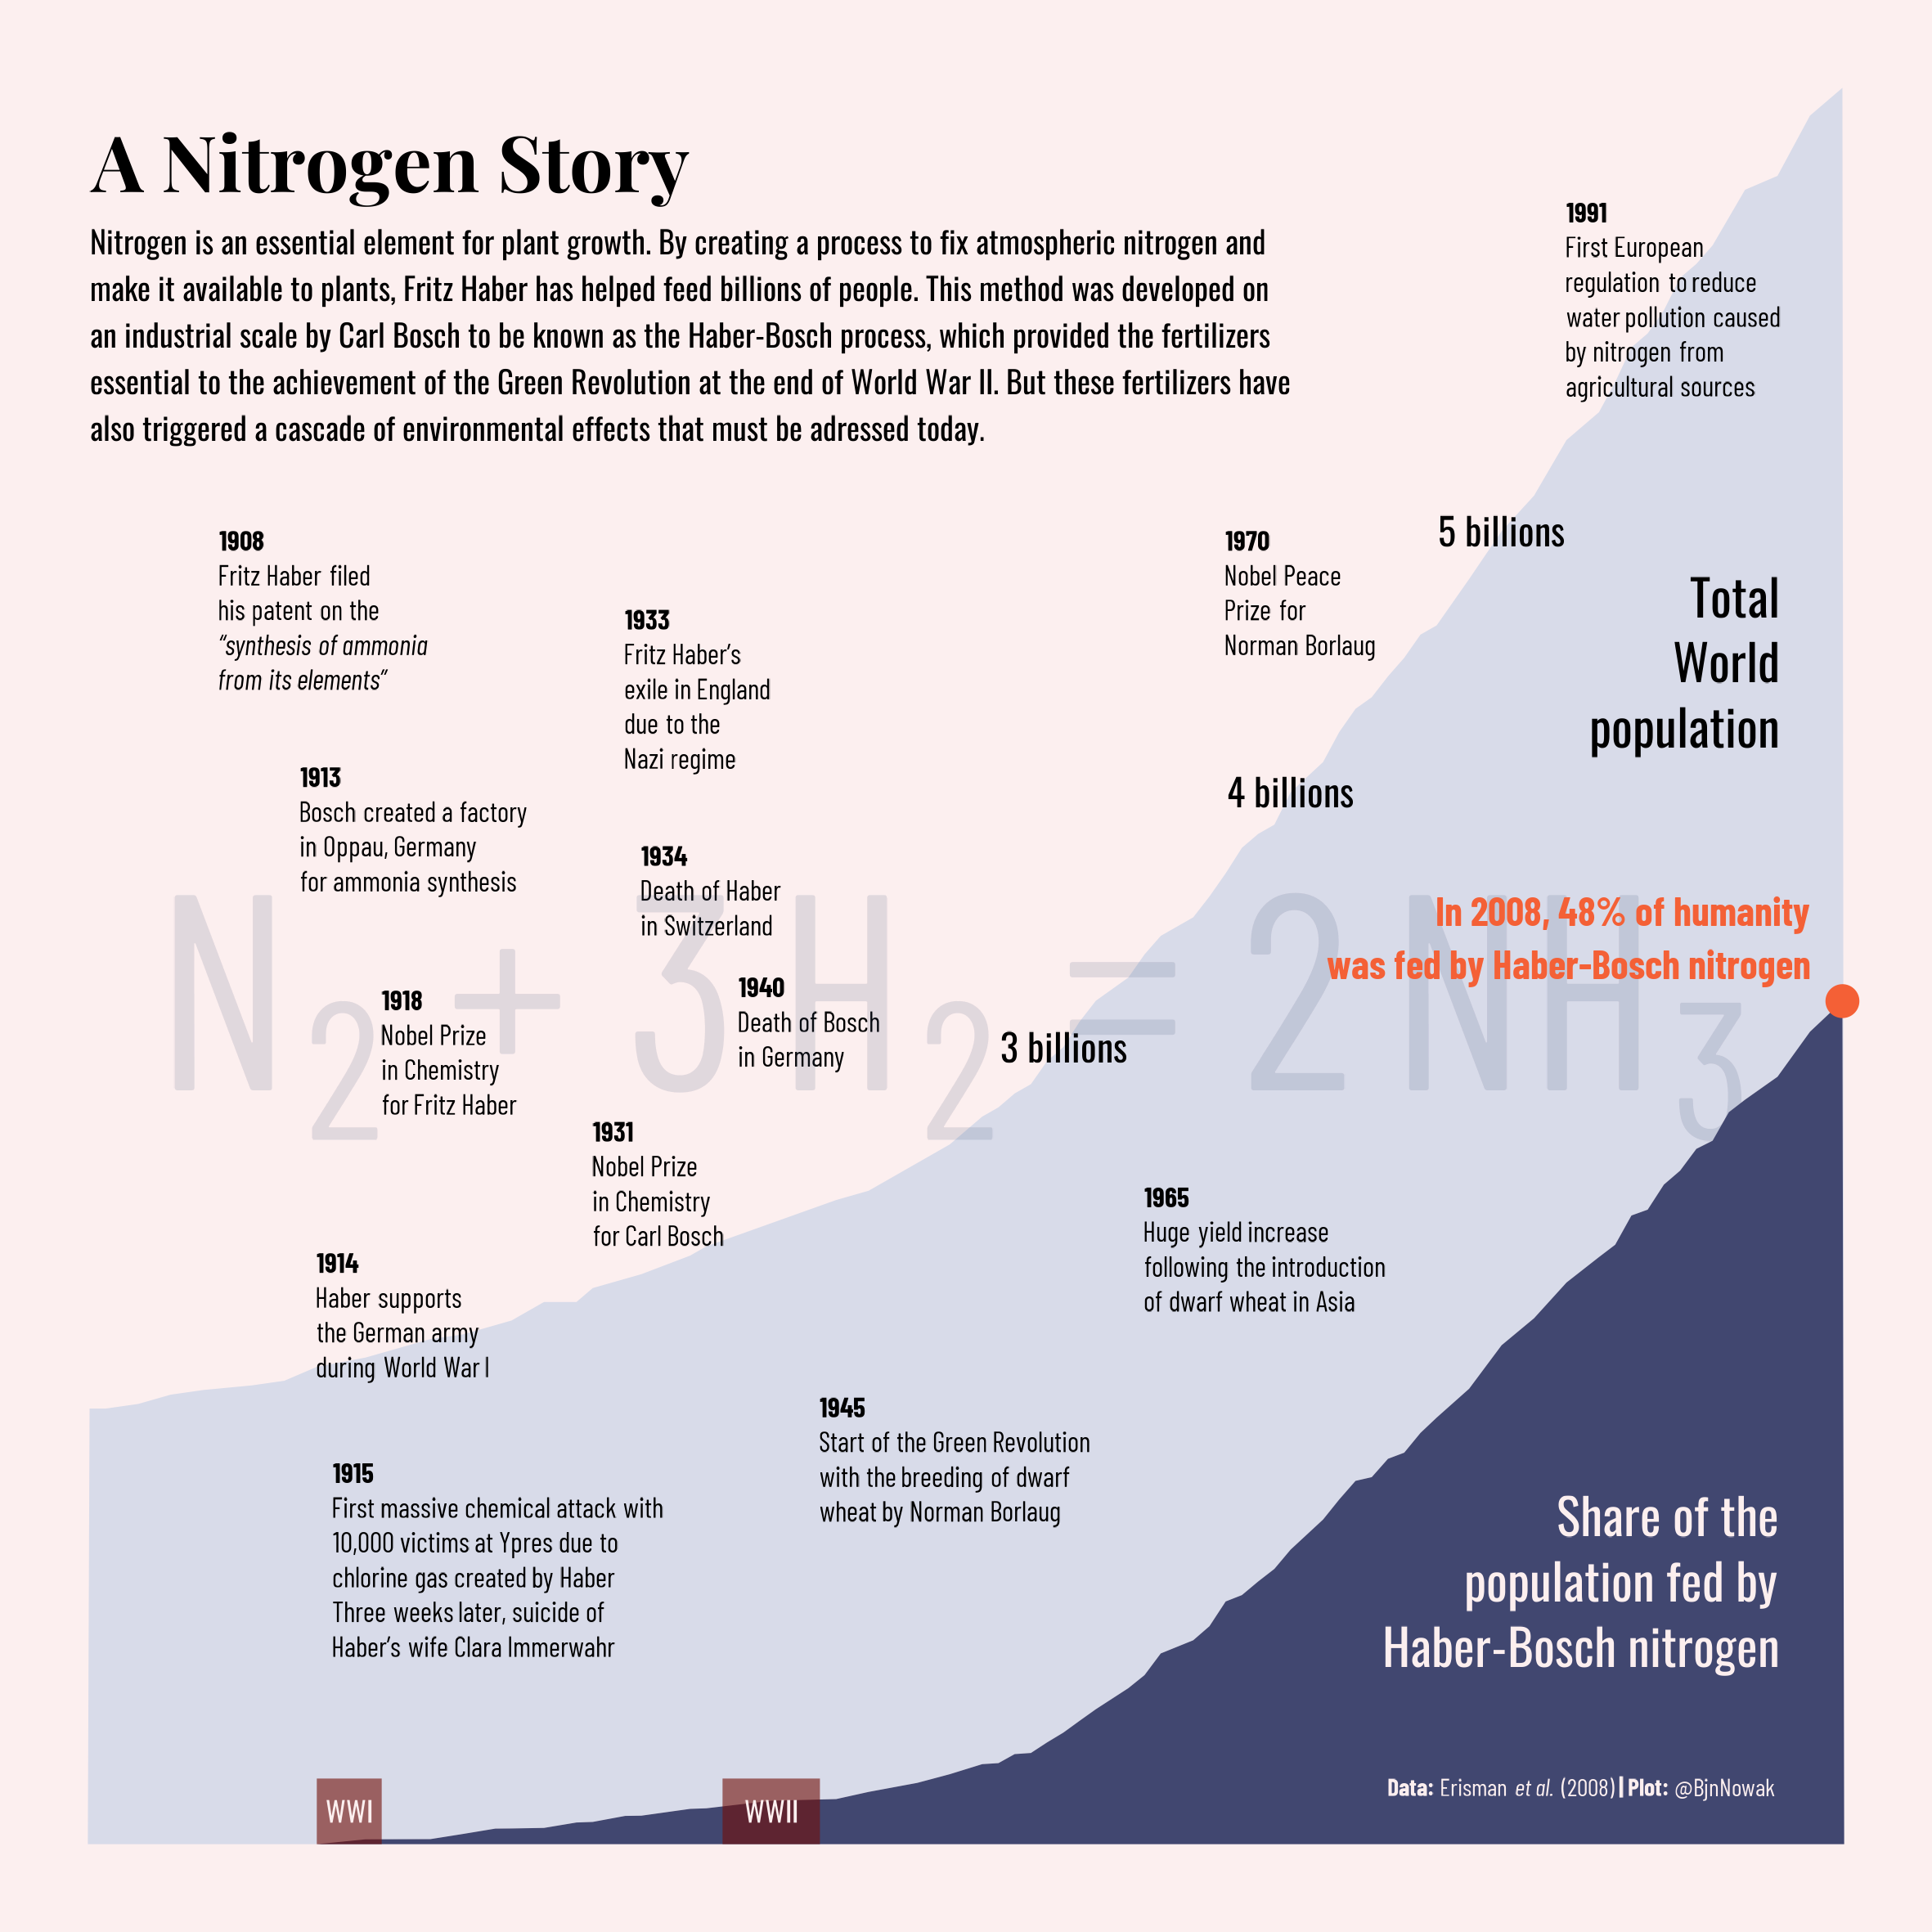 A Nitrogen Story
Nitrogen is an essential element for plant growth. By creating a process to fix atmospheric nitrogen and
make it available to plants, Fritz Haber has helped feed billions of people. This method was developed on
an industrial scale by Carl Bosch to be known as the Haber-Bosch process, which provided the fertilizers
essential to the achievement of the Green Revolution at the end of World War II. But these fertilizers have
also triggered a cascade of environmental effects that must be adressed today.
1991
First European
regulation to reduce
water pollution caused
by nitrogen from
agricultural sources
1908
Fritz Haber filed
his patent on the
“synthesis of ammonia
from its elements”
1933
Fritz Haber’s
exile in England
due to the
Nazi regime
1970
Nobel Peace
Prize for
Norman Borlaug
5 billions
Total
World
population
1913
Bosch created a factory
in Oppau, Germany
for ammonia synthesis
4 billions
1934
Death of Haber
in Switzerland
N2 + 3 H2 = 2 NH3
In 2008, 48% of humanity
was fed by Haber-Bosch nitrogen
1918
Nobel Prize
in Chemistry
for Fritz Haber
1940
Death of Bosch
in Germany
3 billions
1931
Nobel Prize
in Chemistry
for Carl Bosch
1965
Huge yield increase
following the introduction
of dwarf wheat in Asia
1914
Haber supports
the German army
during World War I
1945
Start of the Green Revolution
with the breeding of dwarf
wheat by Norman Borlaug
1915
First massive chemical attack with
10,000 victims at Ypres due to
chlorine gas created by Haber
Three weeks later, suicide of
Haber’s wife Clara Immerwahr
Share of the
population fed by
Haber-Bosch nitrogen
WWI
WWII
Data: Erisman et al. (2008) | Plot: @BjnNowak